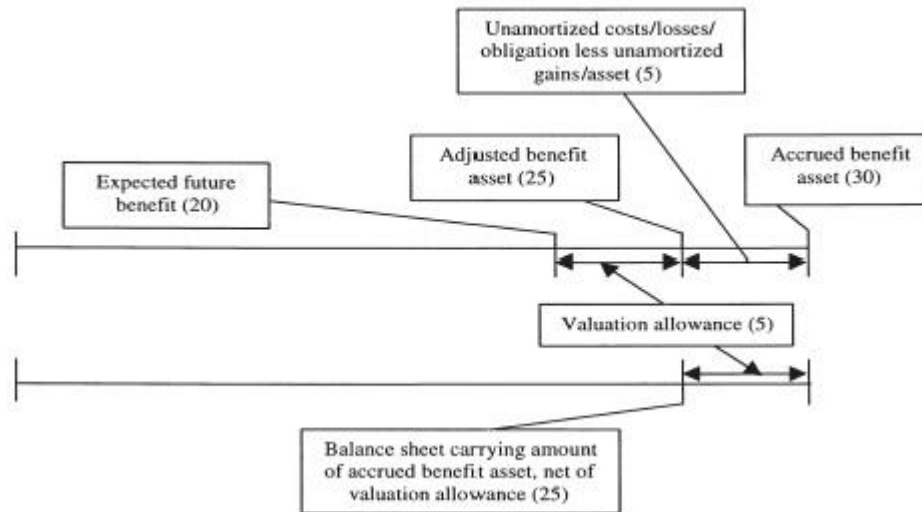 Unamortized costs/losses/
obligation less unamortized
gains/asset (5)
Adjusted benefit
asset (25)
Accrued benefit
asset (30)
Expected future
benefit (20)
Valuation allowance (5)
Balance sheet carrying amount
of accrued benefit asset, net of
valuation allowance (25)